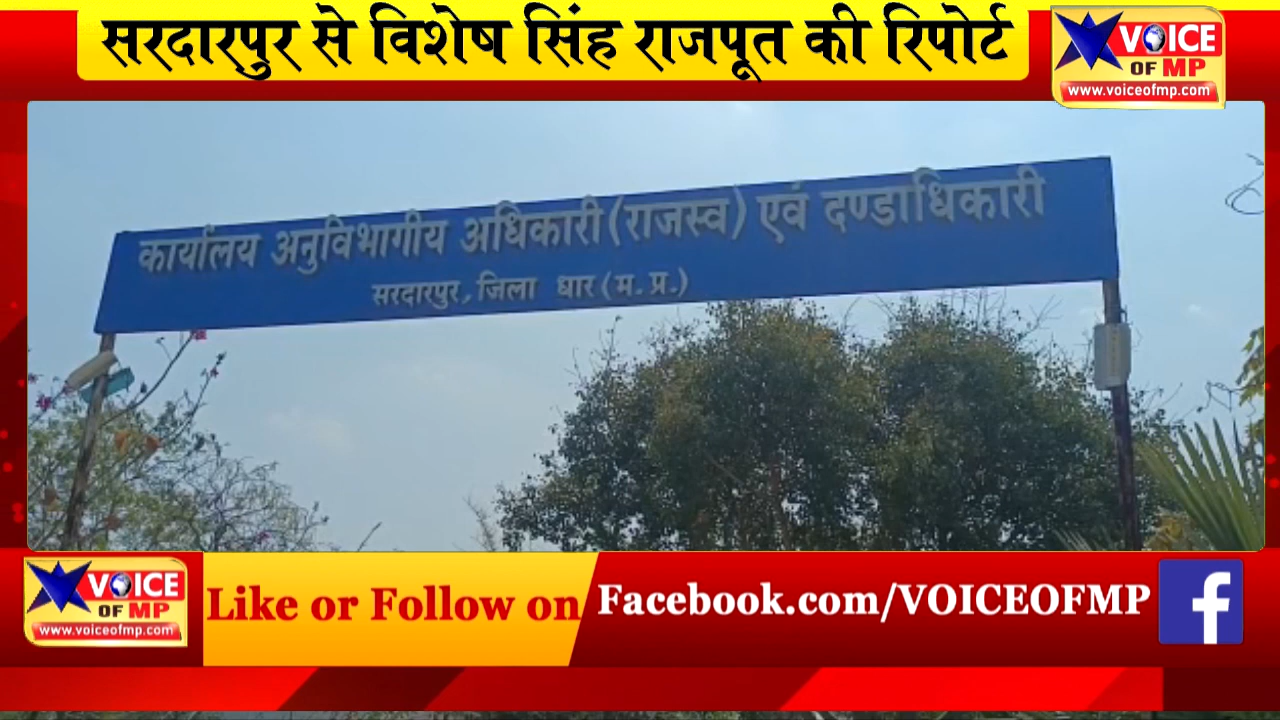 सरदारपुर से विशेष सिंह राजपूत की रिपोर्ट
VOICE
OF MP
www.voiceofmp.com
कार्यालय अनुविभागीय अधिकारी (राजस्व) एवं दण्डाधिकारी
सरदारपुर, जिला धार (म. प्र.)
VOICE
OF MP
www.voiceofmp.com
Like or Follow on
Facebook.com/VOICEOFMP
f